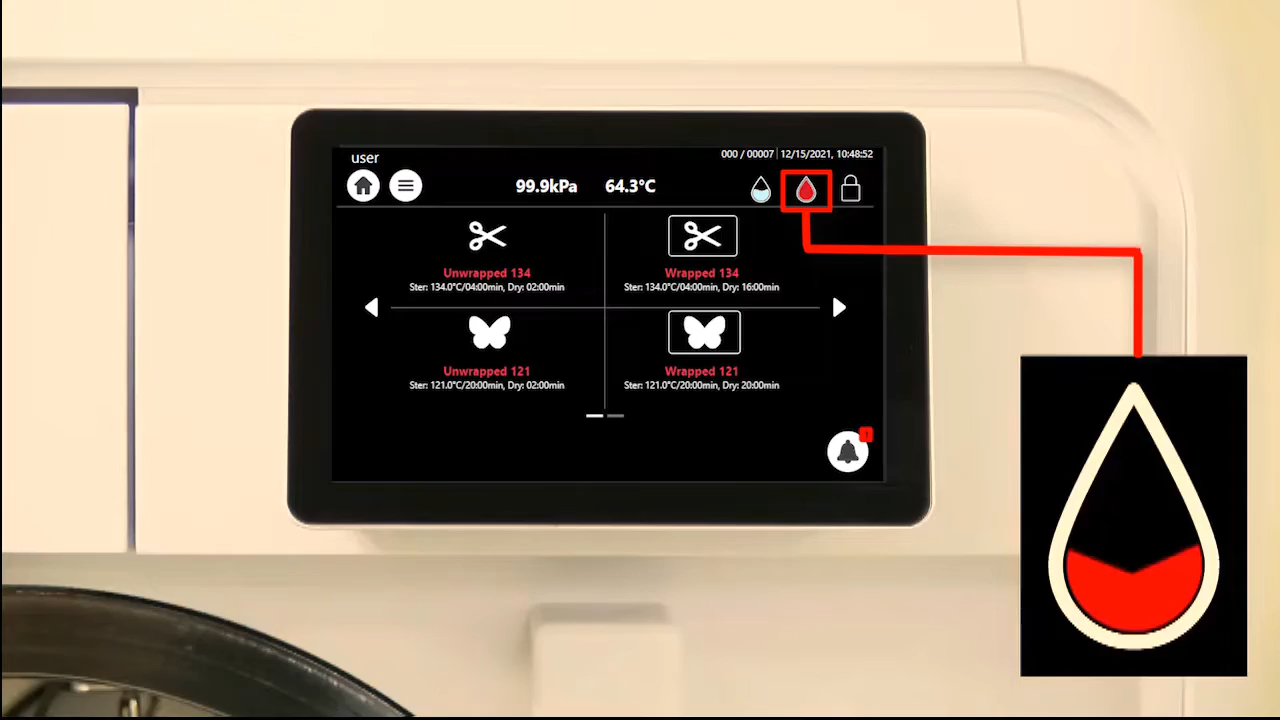 user
000 / 00007 | 12/15/2021, 10:48:52
99.9kPa 64.3°C
Unwrapped 134
Ster: 134.0°C/04:00min, Dry: 02:00min
Wrapped 134
Ster: 134.0°C/04:00min, Dry: 16:00min
Unwrapped 121
Ster: 121.0°C/20:00min, Dry: 02:00min
Wrapped 121
Ster: 121.0°C/20:00min, Dry: 20:00min